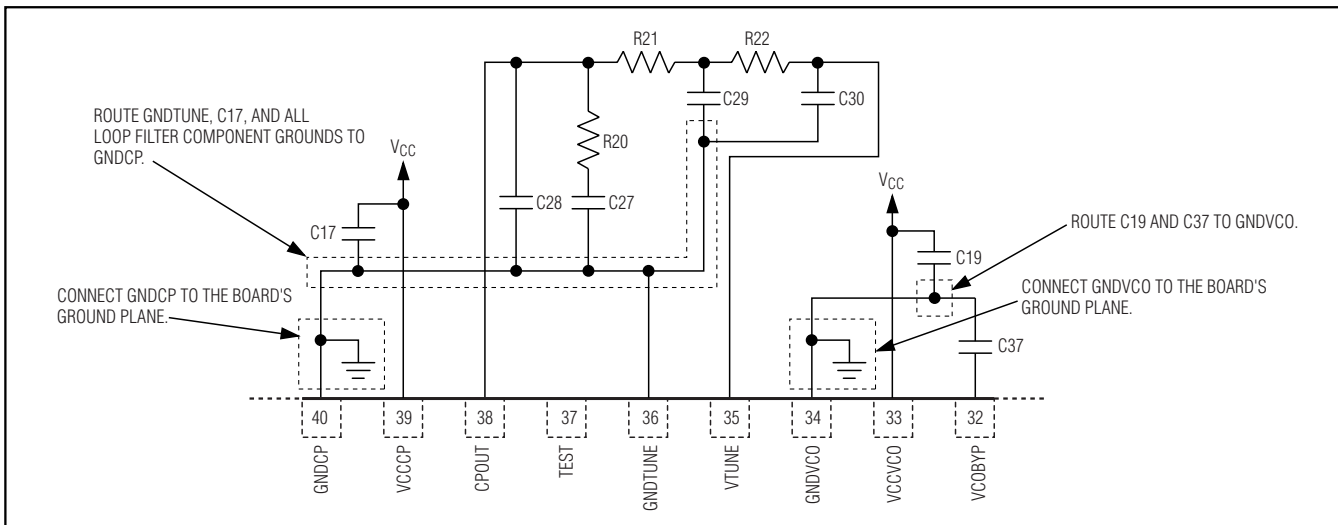 R21
R22
ROUTE GNDTUNE, C17, AND ALL
LOOP FILTER COMPONENT GROUNDS TO
GNDCP.
C29
C30
R20
VCC
VCC
C28
C27
C17
ROUTE C19 AND C37 TO GNDVCO.
C19
CONNECT GNDCP TO THE BOARD'S
GROUND PLANE.
CONNECT GNDVCO TO THE BOARD'S
GROUND PLANE.
C37
40
39
38
37
36
35
34
33
32
GNDCP
VCCCP
CPOUT
TEST
GNDTUNE
VTUNE
GNDVCO
VCCVCO
VCOBYP